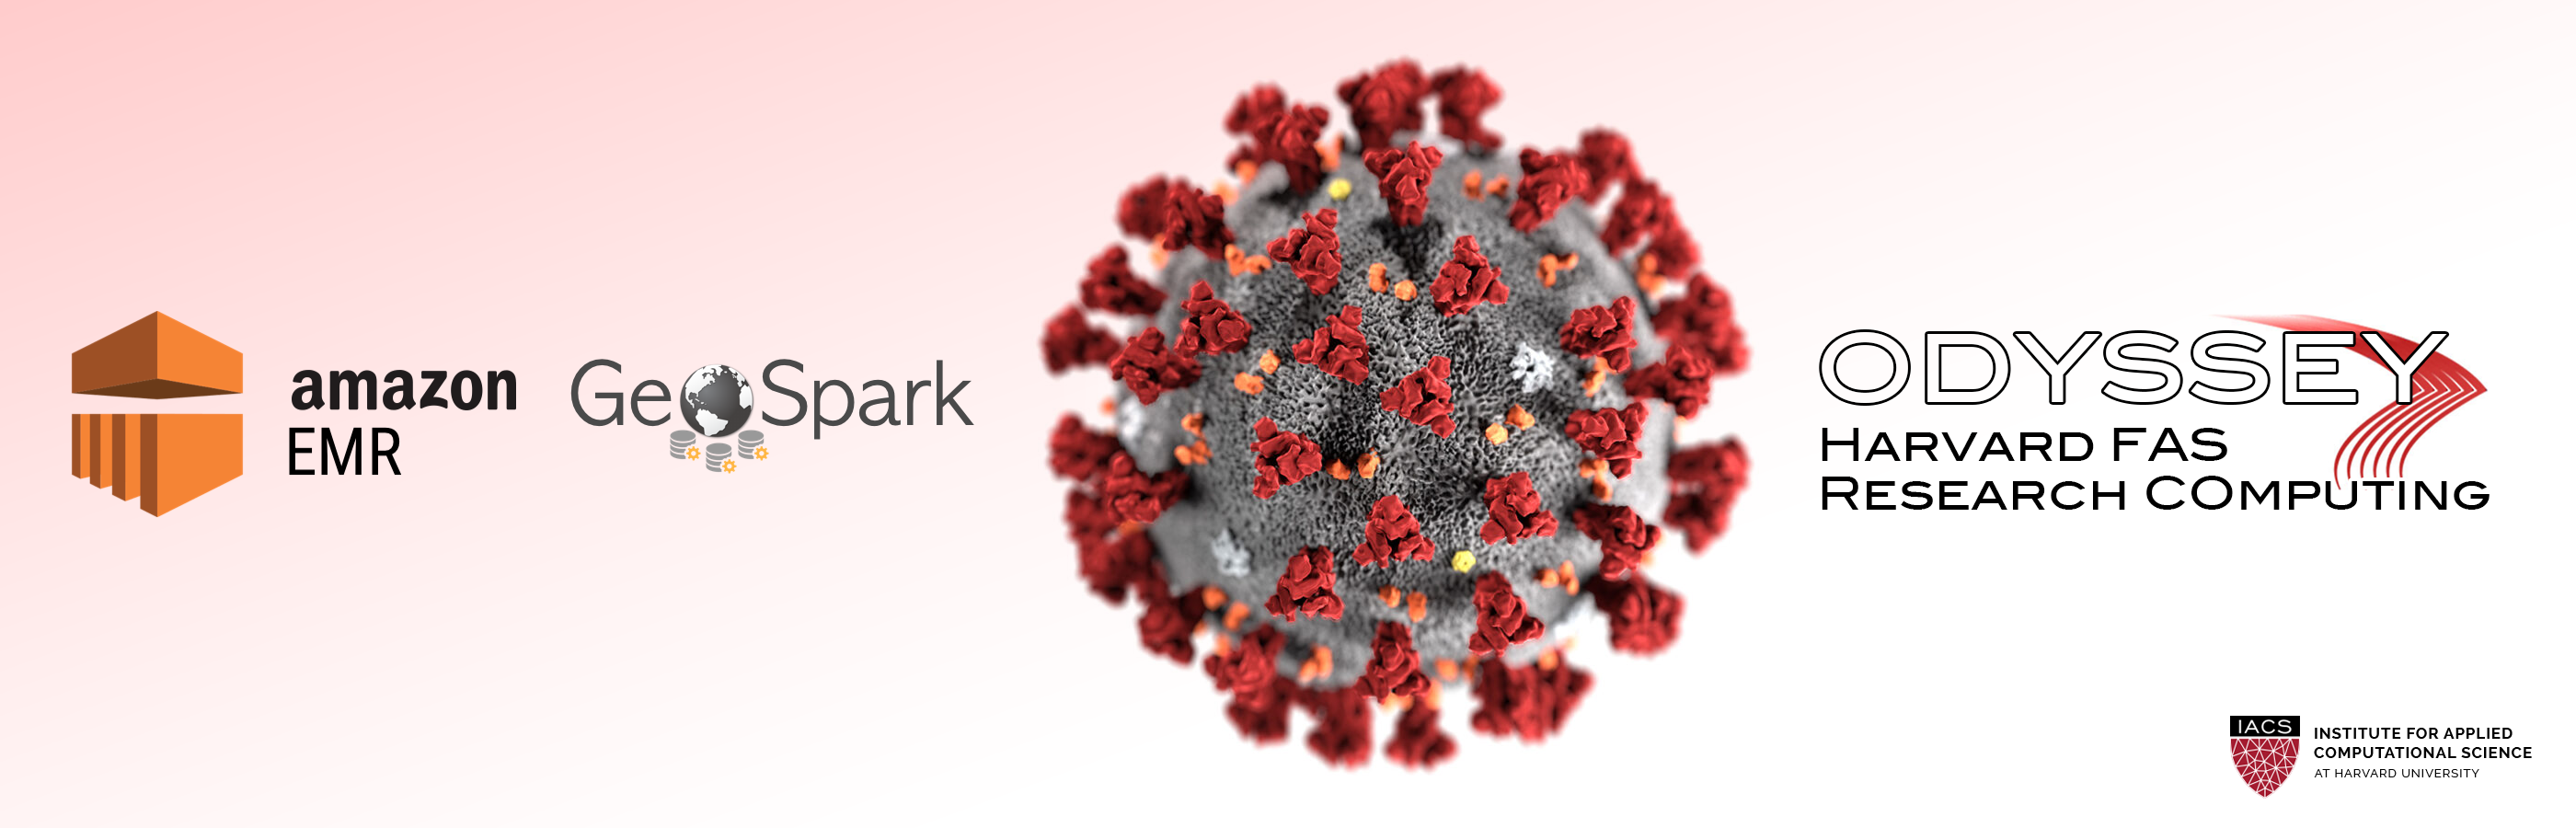 amazon
EMR
GeoSpark
ODYSSEY
HARVARD FAS
RESEARCH COMPUTING
IACS
INSTITUTE FOR APPLIED
COMPUTATIONAL SCIENCE
AT HARVARD UNIVERSITY